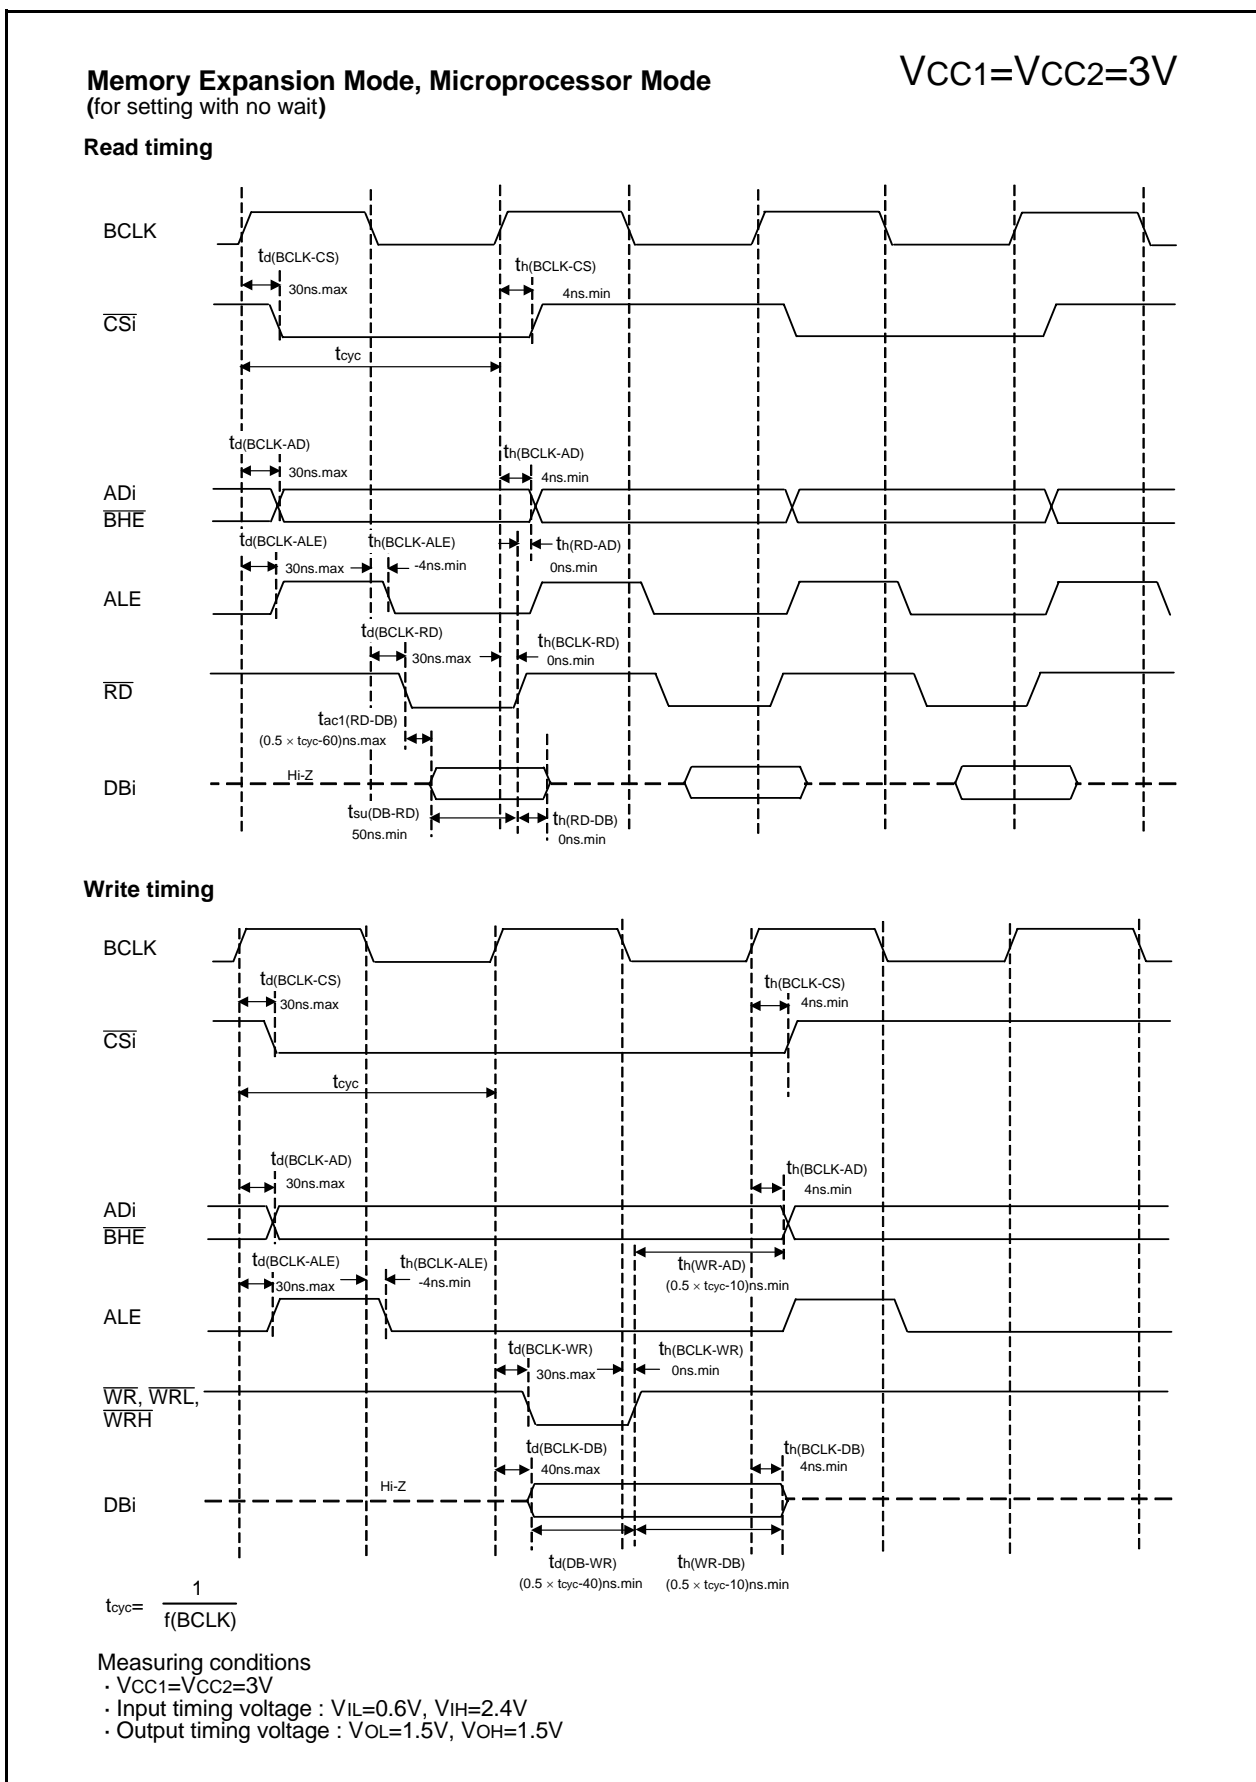 Memory Expansion Mode, Microprocessor Mode
VCC1=VCC2=3V
(for setting with no wait)
Read timing
BCLK
td(BCLK-CS)
30ns.max
th(BCLK-CS)
4ns.min
CSi
tcyc
td(BCLK-AD)
30ns.max
th(BCLK-AD)
4ns.min
ADi
BHE
td(BCLK-ALE)
30ns.max
th(BCLK-ALE)
-4ns.min
th(RD-AD)
0ns.min
ALE
td(BCLK-RD)
30ns.max
th(BCLK-RD)
0ns.min
RD
tac1(RD-DB)
(0.5 × tcyc-60)ns.max
Hi-Z
DBi
tsu(DB-RD)
50ns.min
th(RD-DB)
0ns.min
Write timing
BCLK
td(BCLK-CS)
30ns.max
th(BCLK-CS)
4ns.min
CSi
tcyc
td(BCLK-AD)
30ns.max
th(BCLK-AD)
4ns.min
ADi
BHE
td(BCLK-ALE)
30ns.max
th(BCLK-ALE)
-4ns.min
th(WR-AD)
(0.5 × tcyc-10)ns.min
ALE
td(BCLK-WR)
30ns.max
th(BCLK-WR)
0ns.min
WR, WRL,
WRH
td(BCLK-DB)
40ns.max
th(BCLK-DB)
4ns.min
Hi-Z
DBi
td(DB-WR)
(0.5 × tcyc-40)ns.min
th(WR-DB)
(0.5 × tcyc-10)ns.min
tcyc= 1
f(BCLK)
Measuring conditions
· VCC1=VCC2=3V
· Input timing voltage : VIL=0.6V, VIH=2.4V
· Output timing voltage : VOL=1.5V, VOH=1.5V